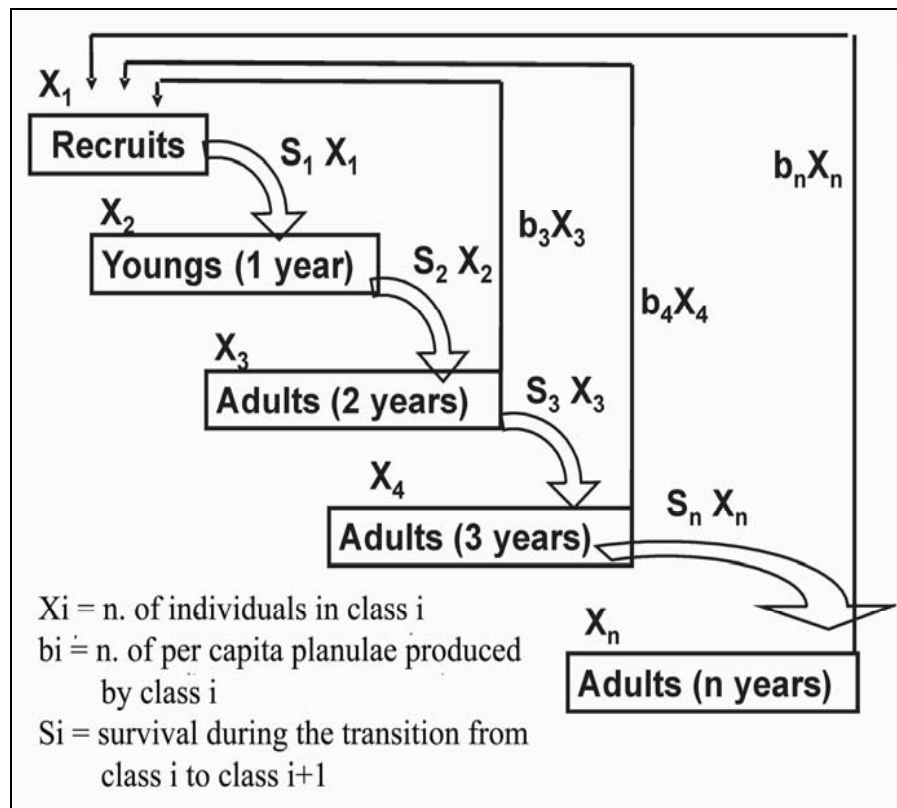 X₁
Recruits
S₁ X₁
bₙXₙ
X₂
b₃X₃
Youngs (1 year)
S₂ X₂
b₄X₄
X₃
Adults (2 years)
S₃ X₃
X₄
Sₙ Xₙ
Adults (3 years)
Xi = n. of individuals in class i
Xₙ
bi = n. of per capita planulae produced
by class i
Adults (n years)
Si = survival during the transition from
class i to class i+1